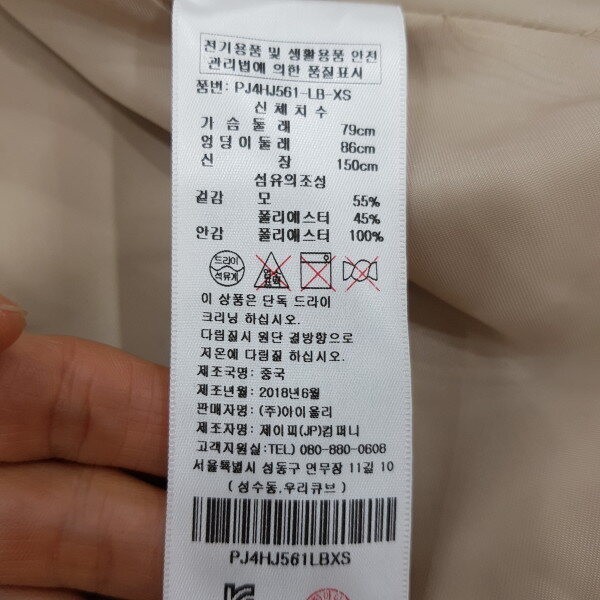 전기용품 및 생활용품 안전
관리법에 의한 품질표시
품번: PJ4HJ561-LB-XS
신 체 치 수
가 슴 둘 레 79cm
엉 덩 이 둘 레 86cm
신 장 150cm
섬유의조성
겉감 모 55%
폴리에스터 45%
안감 폴리에스터 100%
드라이
석유계
이 상품은 단독 드라이
크리닝 하십시오.
다림질시 원단 결방향으로
저온에 다림질 하십시오.
제조국명: 중국
제조년월: 2018년6월
판매자명: (주)아이올리
제조자명: 제이피(JP)컴퍼니
고객지원실:TEL) 080-880-0608
서울특별시 성동구 연무장 11길 10
(성수동,우리큐브)
PJ4HJ561LBXS